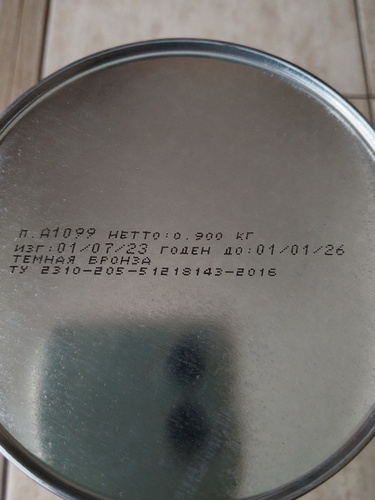 П.А1099 НЕТТО:0.900 КГ
ИЗГ:01/07/23 ГОДЕН ДО:01/01/26
ТЕМНАЯ БРОНЗА
ТУ 2310-205-51218143-2016